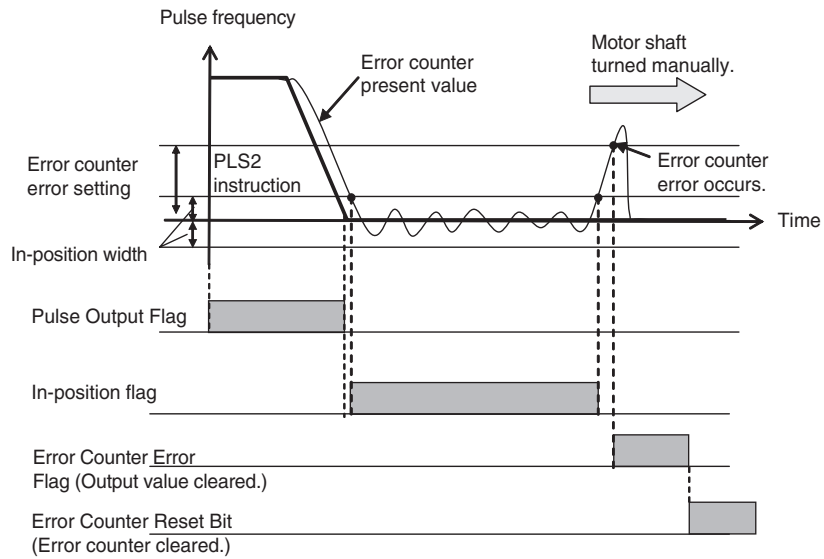 Pulse frequency
Motor shaft
turned manually.
Error counter
present value
Error counter
error setting
PLS2
instruction
Error counter
error occurs.
Time
In-position width
Pulse Output Flag
In-position flag
Error Counter Error
Flag (Output value cleared.)
Error Counter Reset Bit
(Error counter cleared.)